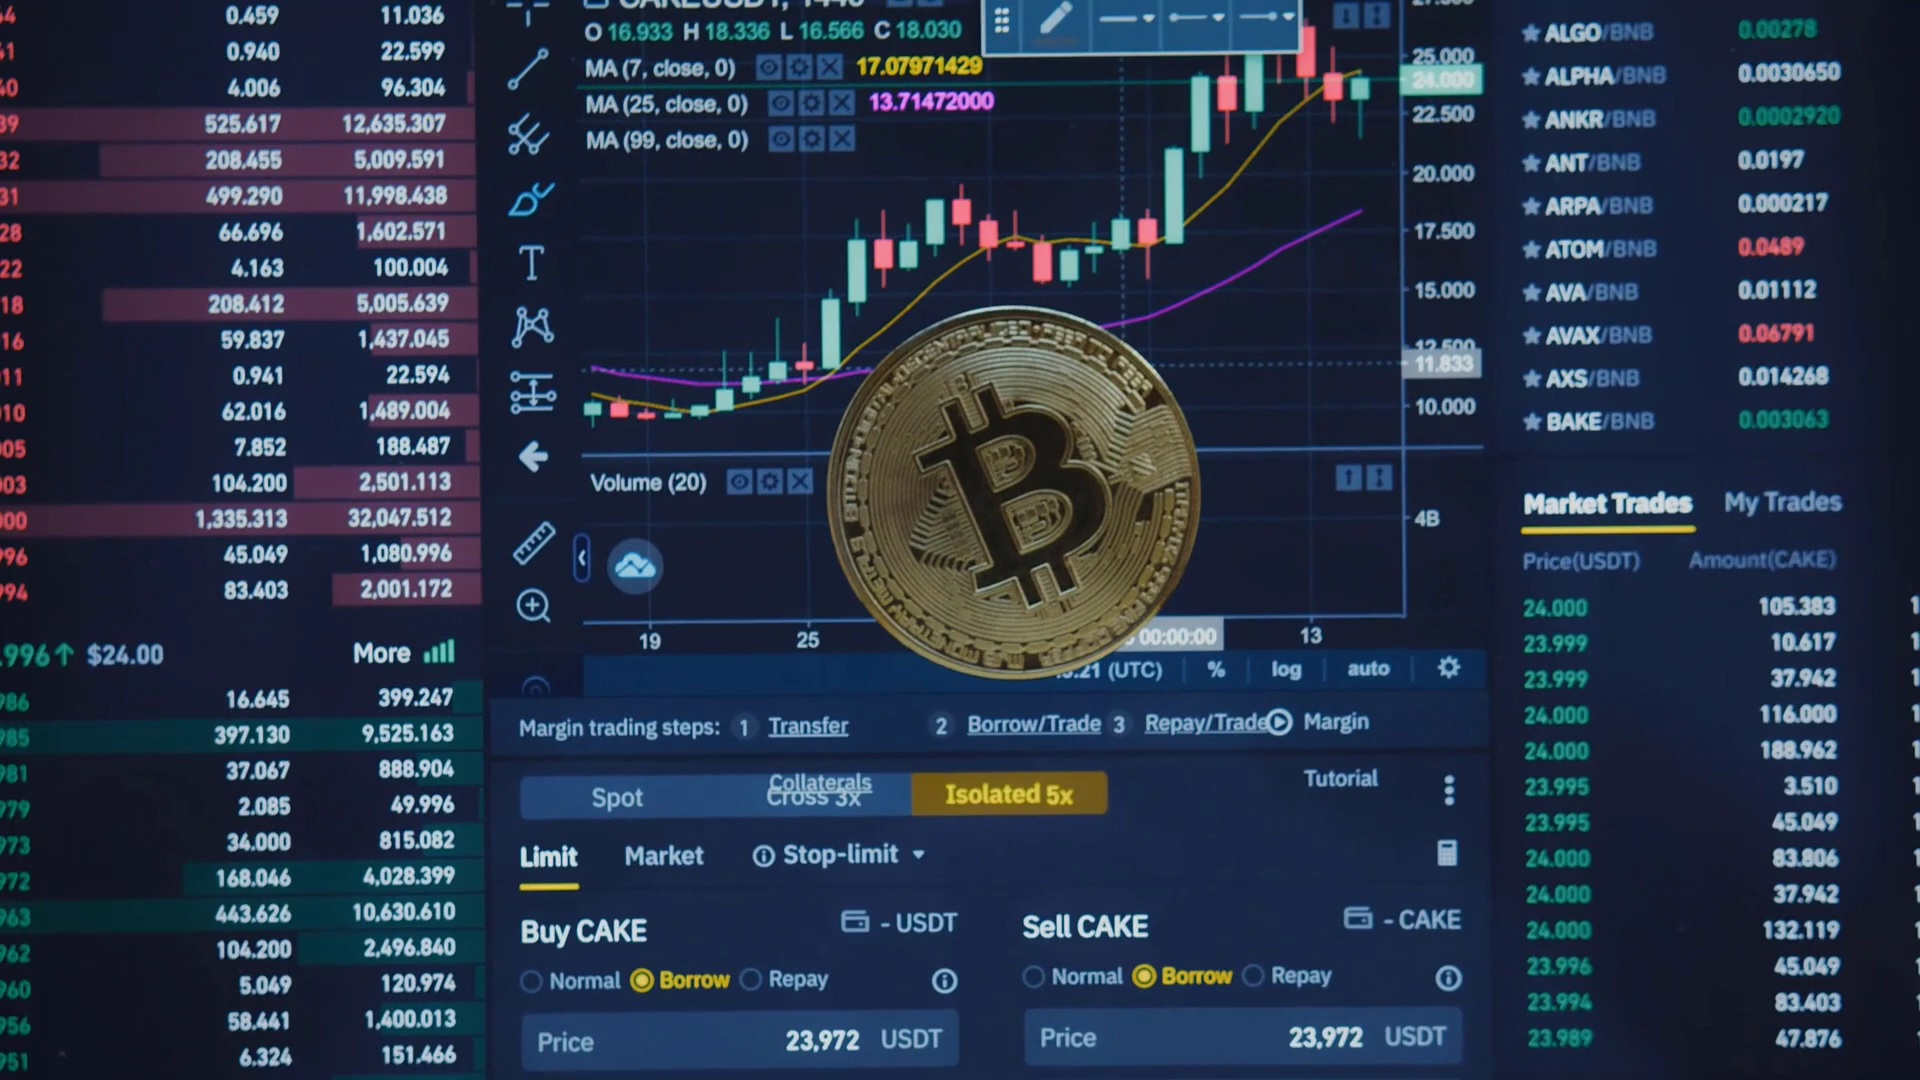 0.459 11.036
0.940 22.599
4.006 96.304
525.617 12,635.307
208.455 5,009.591
499.290 11,998.438
66.696 1,602.571
4.163 100.004
208.412 5,005.639
59.837 1,437.045
0.941 22.594
62.016 1,489.004
7.852 188.487
104.200 2,501.113
1,335.313 32,047.512
45.049 1,080.996
83.403 2,001.172
.996↑ $24.00 More
16.645 399.247
397.130 9,525.163
37.067 888.904
2.085 49.996
34.000 815.082
168.046 4,028.399
443.626 10,630.610
104.200 2,496.840
5.049 120.974
58.441 1,400.013
6.324 151.466
O 16.933 H 18.336 L 16.566 C 18.030
MA (7, close, 0) 17.07971429
MA (25, close, 0) 13.71472000
MA (99, close, 0)
25.000
24.000
22.500
20.000
17.500
15.000
12.500
11.833
10.000
Volume (20)
4B
19 25 00:00:00 13
21 (UTC) % log auto
Margin trading steps: 1 Transfer 2 Borrow/Trade 3 Repay/Trade Margin
Collaterals Tutorial
Spot Cross 3x Isolated 5x
Limit Market Stop-limit
Buy CAKE - USDT
Normal Borrow Repay
Price 23,972 USDT
Sell CAKE - CAKE
Normal Borrow Repay
Price 23,972 USDT
ALGO/BNB 0.00278
ALPHA/BNB 0.0030650
ANKR/BNB 0.0002920
ANT/BNB 0.0197
ARPA/BNB 0.000217
ATOM/BNB 0.0489
AVA/BNB 0.01112
AVAX/BNB 0.06791
AXS/BNB 0.014268
BAKE/BNB 0.003063
Market Trades My Trades
Price(USDT) Amount(CAKE)
24.000 105.383
23.999 10.617
23.999 37.942
24.000 116.000
24.000 188.962
23.995 3.510
23.995 45.049
24.000 83.806
24.000 37.942
24.000 132.119
23.996 45.049
23.994 83.403
23.989 47.876